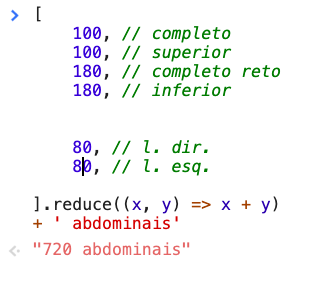 [
100, // completo
100, // superior
180, // completo reto
180, // inferior
80, // l. dir.
80, // l. esq.
].reduce((x, y) => x + y)
+ ' abdominais'
"720 abdominais"